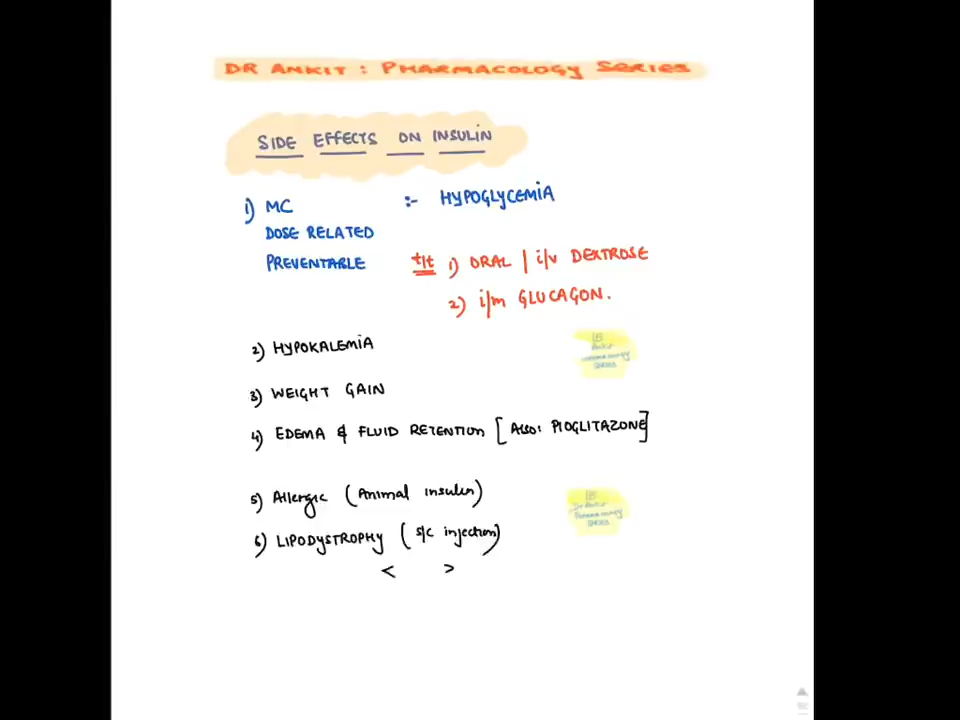 DR ANKIT : PHARMACOLOGY SERIES
SIDE EFFECTS ON INSULIN
1) MC :- HYPOGLYCEMIA
DOSE RELATED
PREVENTABLE t/t 1) ORAL / i/v DEXTROSE
2) i/m GLUCAGON.
2) HYPOKALEMIA
3) WEIGHT GAIN
4) EDEMA & FLUID RETENTION [ALSO: PIOGLITAZONE]
5) Allergic (Animal insulin)
6) LIPODYSTROPHY (S/C injection)
< >